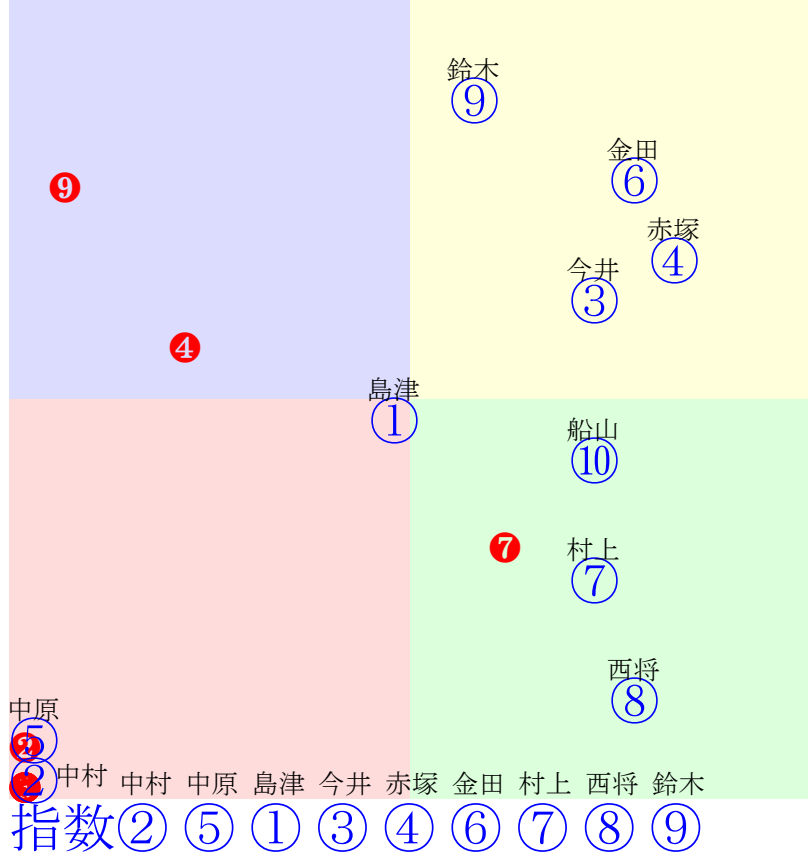 鈴木
⑨
金田
⑥
❾
赤塚
④
今井
③
❹
島津
①
船山
⑩
❼
村上
⑦
西将
⑧
中原
⑤
②
中村
中村 中原 島津 今井 赤塚 金田 村上 西将 鈴木
指数② ⑤ ① ③ ④ ⑥ ⑦ ⑧ ⑨